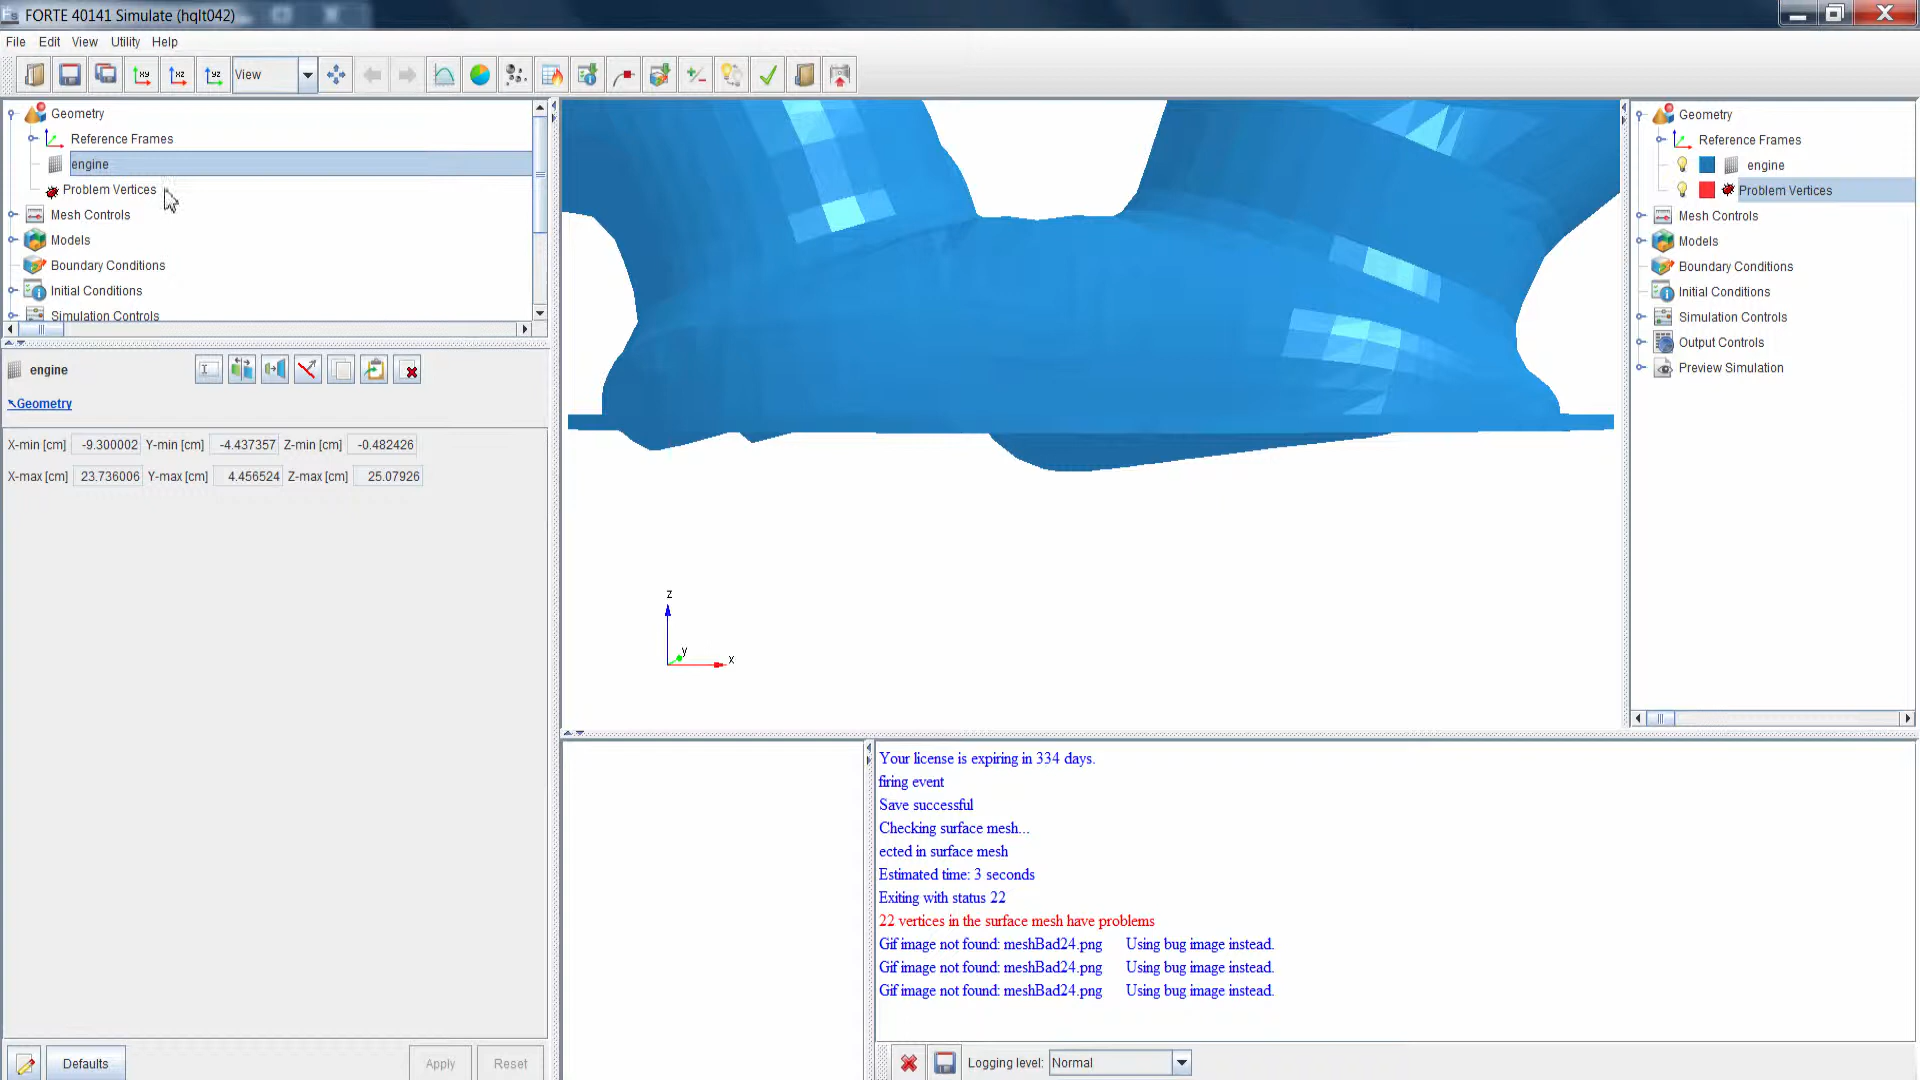 FORTE 40141 Simulate (hqlt042)
File Edit View Utility Help
XY XZ YZ View
Geometry
Reference Frames
engine
Problem Vertices
Mesh Controls
Models
Boundary Conditions
Initial Conditions
Simulation Controls
engine
Geometry
X-min [cm] -9.300002 Y-min [cm] -4.437357 Z-min [cm] -0.482426
X-max [cm] 23.736006 Y-max [cm] 4.456524 Z-max [cm] 25.07926
Defaults Apply Reset
z
y
x
Your license is expiring in 334 days.
firing event
Save successful
Checking surface mesh...
ected in surface mesh
Estimated time: 3 seconds
Exiting with status 22
22 vertices in the surface mesh have problems
Gif image not found: meshBad24.png Using bug image instead.
Gif image not found: meshBad24.png Using bug image instead.
Gif image not found: meshBad24.png Using bug image instead.
Logging level: Normal
Geometry
Reference Frames
engine
Problem Vertices
Mesh Controls
Models
Boundary Conditions
Initial Conditions
Simulation Controls
Output Controls
Preview Simulation